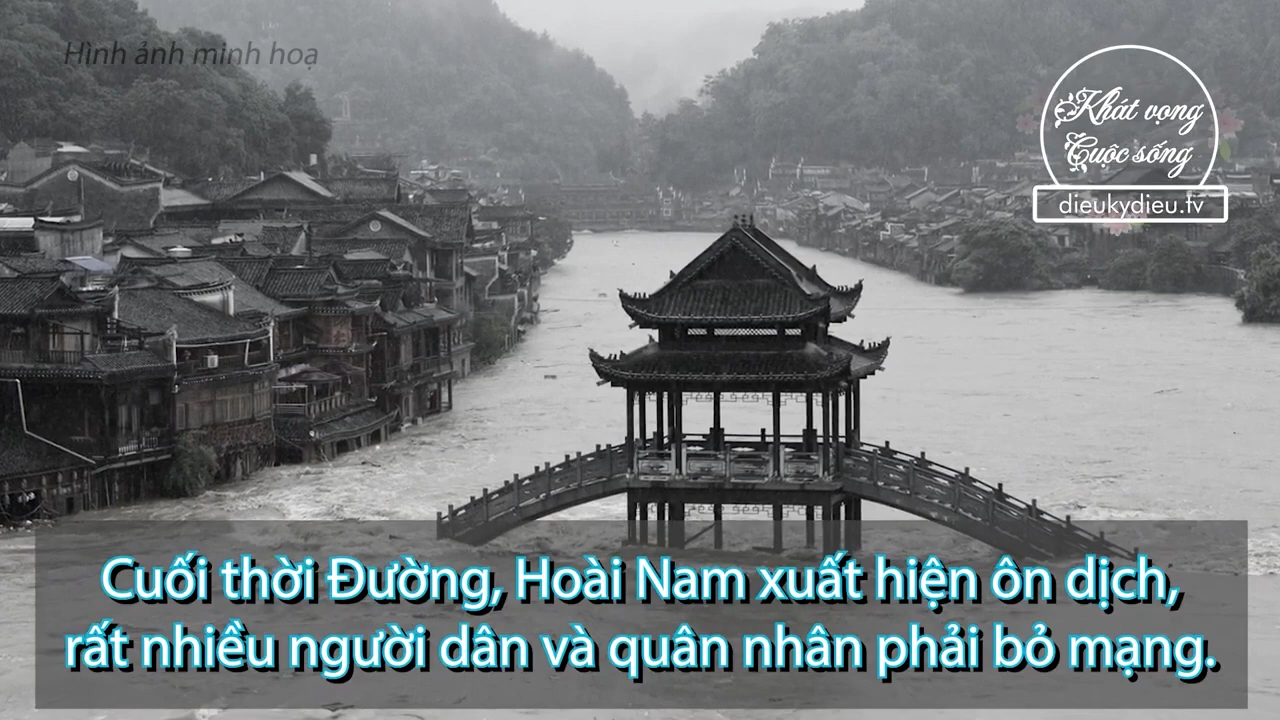 Hình ảnh minh hoạ
Khát vọng
Cuộc sống
dieukydieu.tv
Cuối thời Đường, Hoài Nam xuất hiện ôn dịch,
rất nhiều người dân và quân nhân phải bỏ mạng.